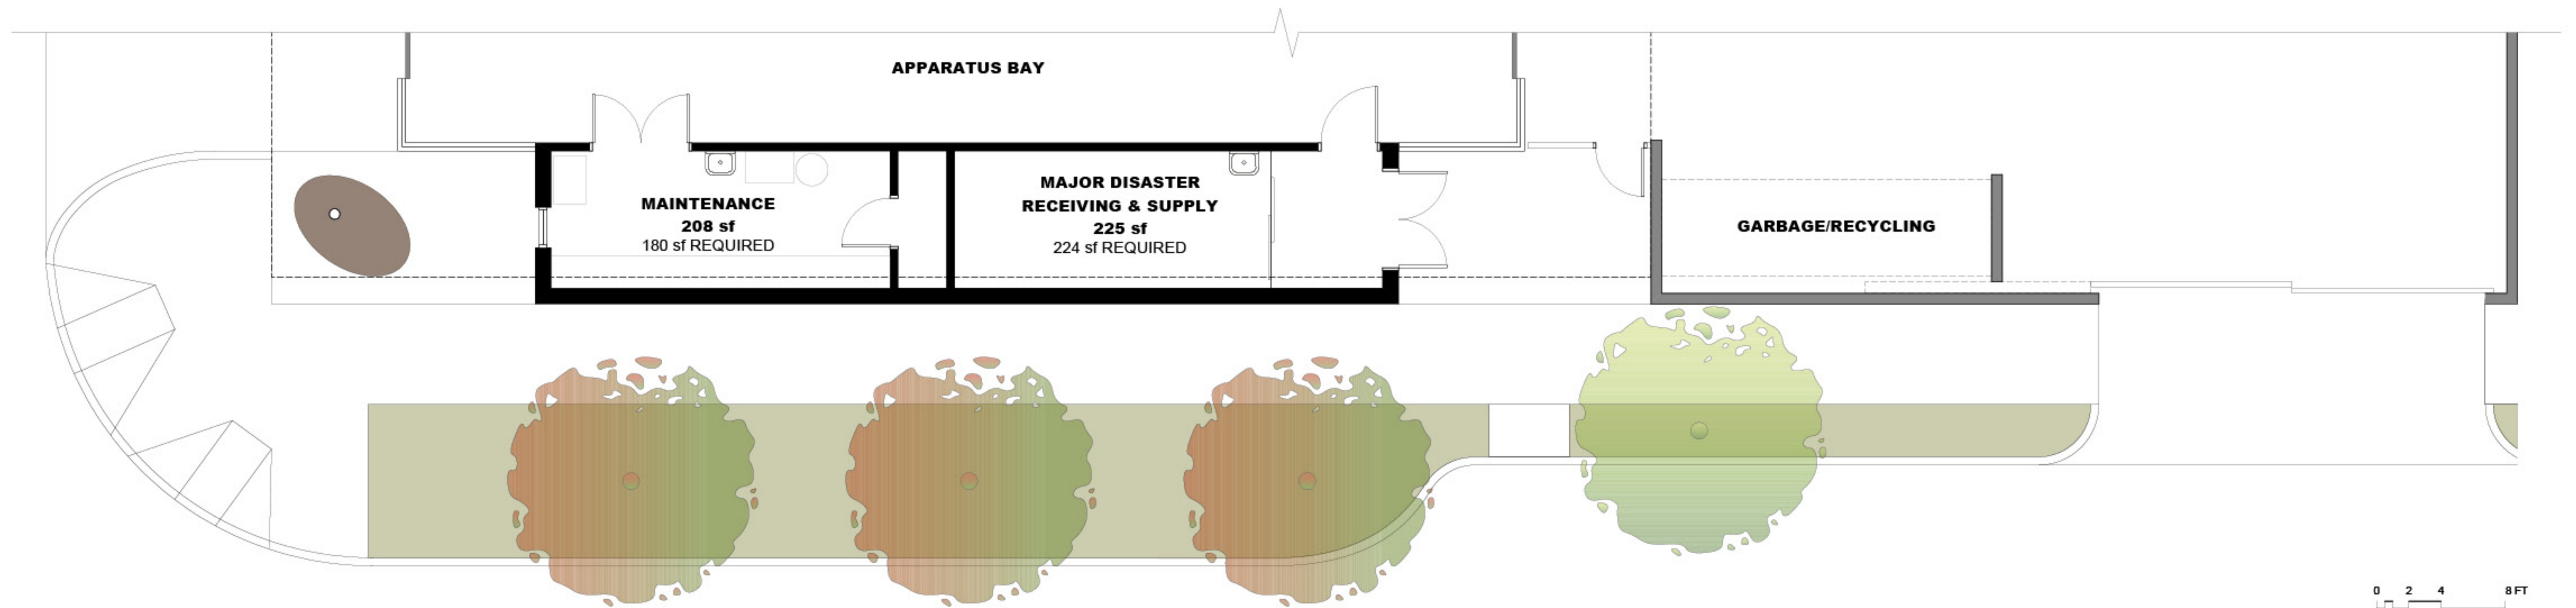 APPARATUS BAY
MAINTENANCE
208 sf
180 sf REQUIRED
MAJOR DISASTER
RECEIVING & SUPPLY
225 sf
224 sf REQUIRED
GARBAGE/RECYCLING
0 2 4 8 FT